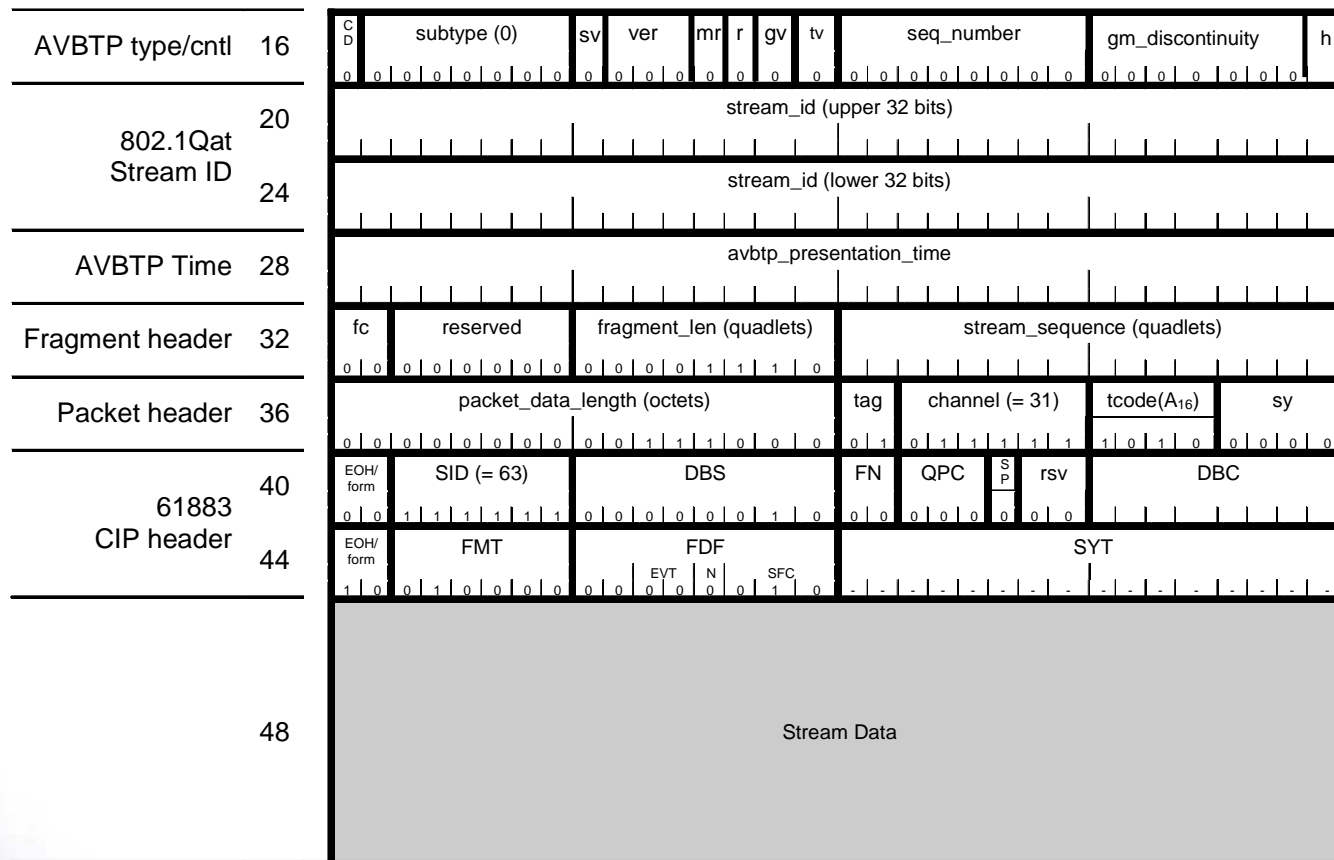 AVBTP type/cntl 16 C D subtype (0) sv ver mr r gv tv seq_number gm_discontinuity h
0 0 0 0 0 0 0 0 0 0 0 0 0 0 0 0 0 0 0 0 0 0 0 0 0 0 0 0 0 0 0
20 stream_id (upper 32 bits)
802.1Qat
Stream ID
24 stream_id (lower 32 bits)
AVBTP Time 28 avbtp_presentation_time
Fragment header 32 fc reserved fragment_len (quadlets) stream_sequence (quadlets)
0 0 0 0 0 0 0 0 0 0 0 0 1 1 1 0
Packet header 36 packet_data_length (octets) tag channel (= 31) tcode(A₁₆) sy
0 0 0 0 0 0 0 0 0 0 1 1 1 0 0 0 0 1 0 1 1 1 1 1 1 0 1 0 0 0 0 0
40 EOH/ form SID (= 63) DBS FN QPC S P rsv DBC
0 0 1 1 1 1 1 1 0 0 0 0 0 0 1 0 0 0 0 0 0 0 0 0
61883
CIP header
44 EOH/ form FMT FDF SYT
EVT N SFC
1 0 0 1 0 0 0 0 0 0 0 0 0 0 1 0 - - - - - - - - - - - - - - - -
48 Stream Data